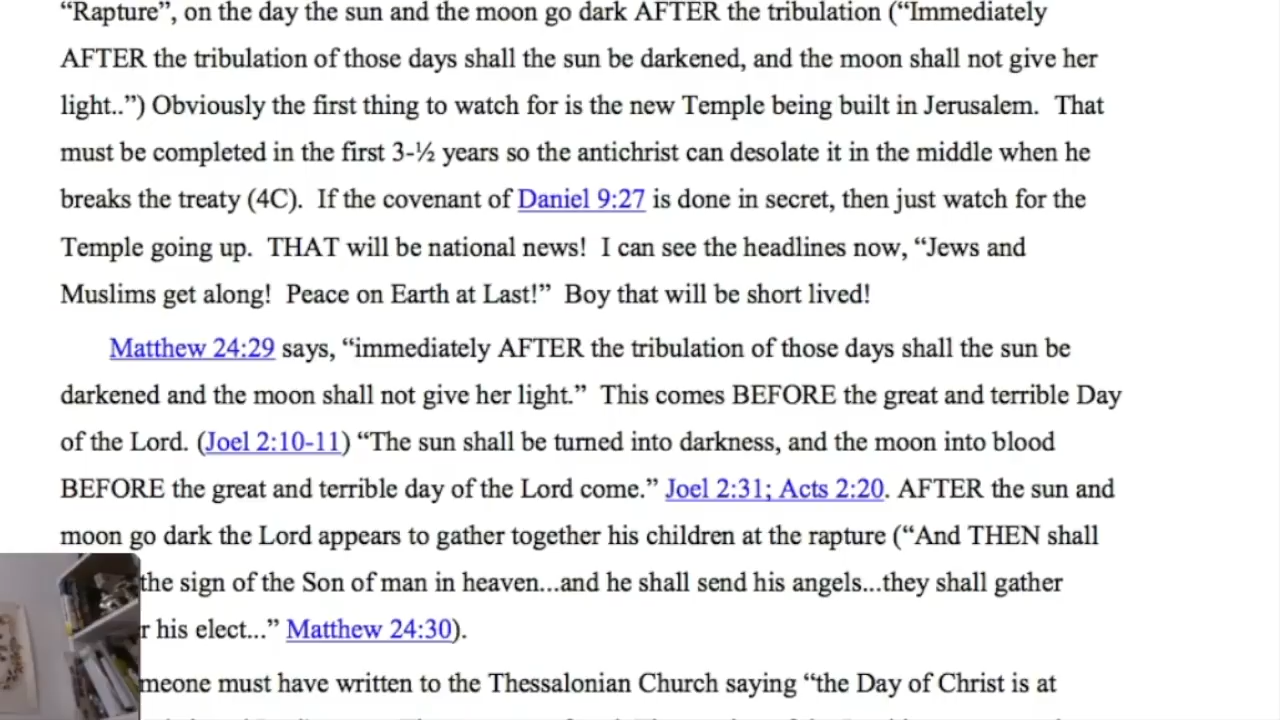 “Rapture”, on the day the sun and the moon go dark AFTER the tribulation (“Immediately
AFTER the tribulation of those days shall the sun be darkened, and the moon shall not give her
light..”) Obviously the first thing to watch for is the new Temple being built in Jerusalem.  That
must be completed in the first 3-½ years so the antichrist can desolate it in the middle when he
breaks the treaty (4C).  If the covenant of Daniel 9:27 is done in secret, then just watch for the
Temple going up.  THAT will be national news!  I can see the headlines now, “Jews and
Muslims get along!  Peace on Earth at Last!”  Boy that will be short lived!
Matthew 24:29 says, “immediately AFTER the tribulation of those days shall the sun be
darkened and the moon shall not give her light.”  This comes BEFORE the great and terrible Day
of the Lord. (Joel 2:10-11) “The sun shall be turned into darkness, and the moon into blood
BEFORE the great and terrible day of the Lord come.” Joel 2:31; Acts 2:20. AFTER the sun and
moon go dark the Lord appears to gather together his children at the rapture (“And THEN shall
the sign of the Son of man in heaven...and he shall send his angels...they shall gather
r his elect...” Matthew 24:30).
meone must have written to the Thessalonian Church saying “the Day of Christ is at